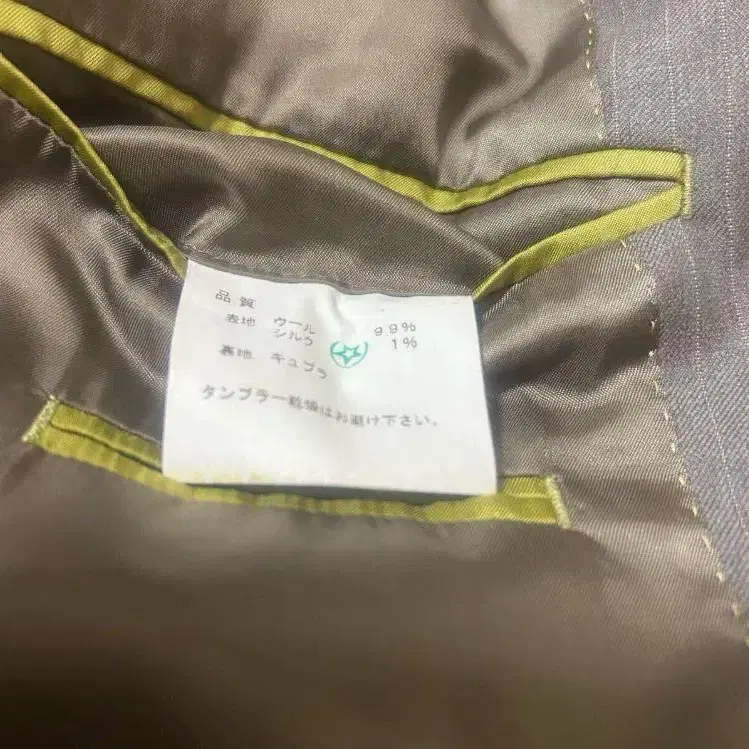 品質
表地 ウール 99%
シルク 1%
裏地 キュプラ
タンブラー乾燥はお避け下さい。